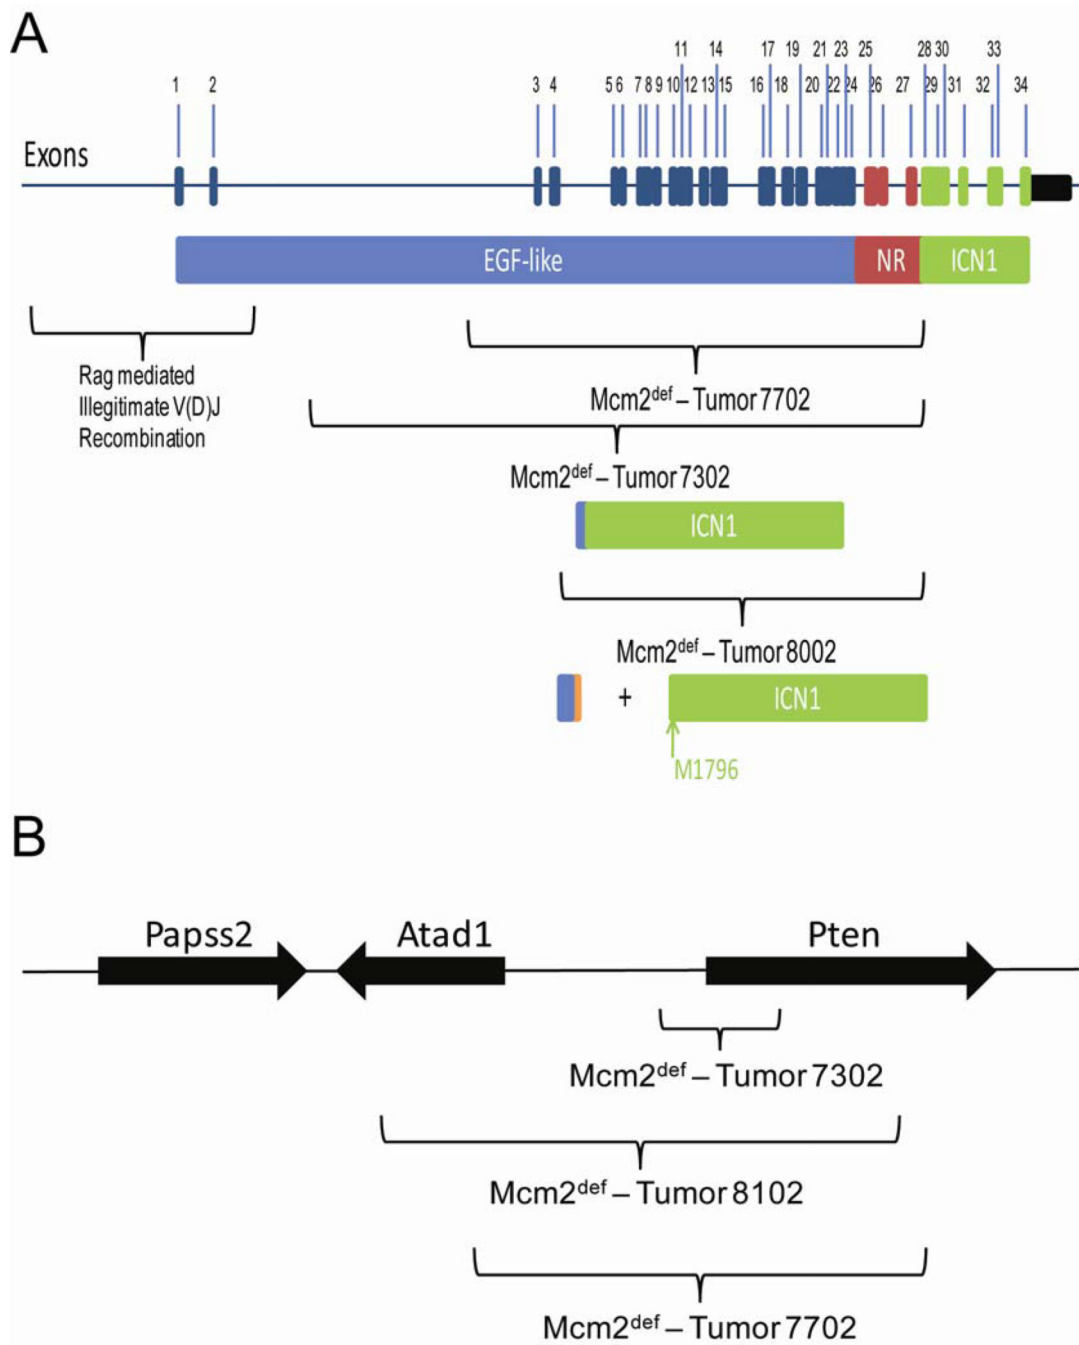 A
11 14 17 19 21 23 25 28 30 33
1 2 3 4 5 6 7 8 9 10 12 13 15 16 18 20 22 24 26 27 29 31 32 34
Exons
EGF-like NR ICN1
Rag mediated
Illegitimate V(D)J
Recombination
Mcm2def – Tumor 7702
Mcm2def – Tumor 7302
ICN1
Mcm2def – Tumor 8002
+ ICN1
M1796
B
Papss2 Atad1 Pten
Mcm2def – Tumor 7302
Mcm2def – Tumor 8102
Mcm2def – Tumor 7702